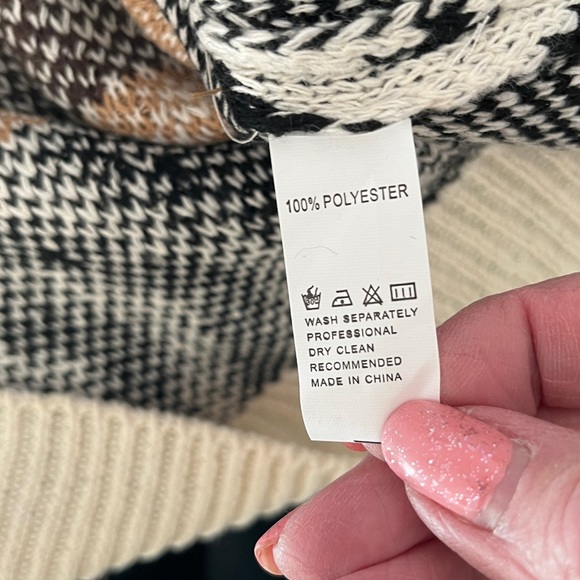 100% POLYESTER
WASH SEPARATELY
PROFESSIONAL
DRY CLEAN
RECOMMENDED
MADE IN CHINA